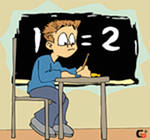 1 = 2